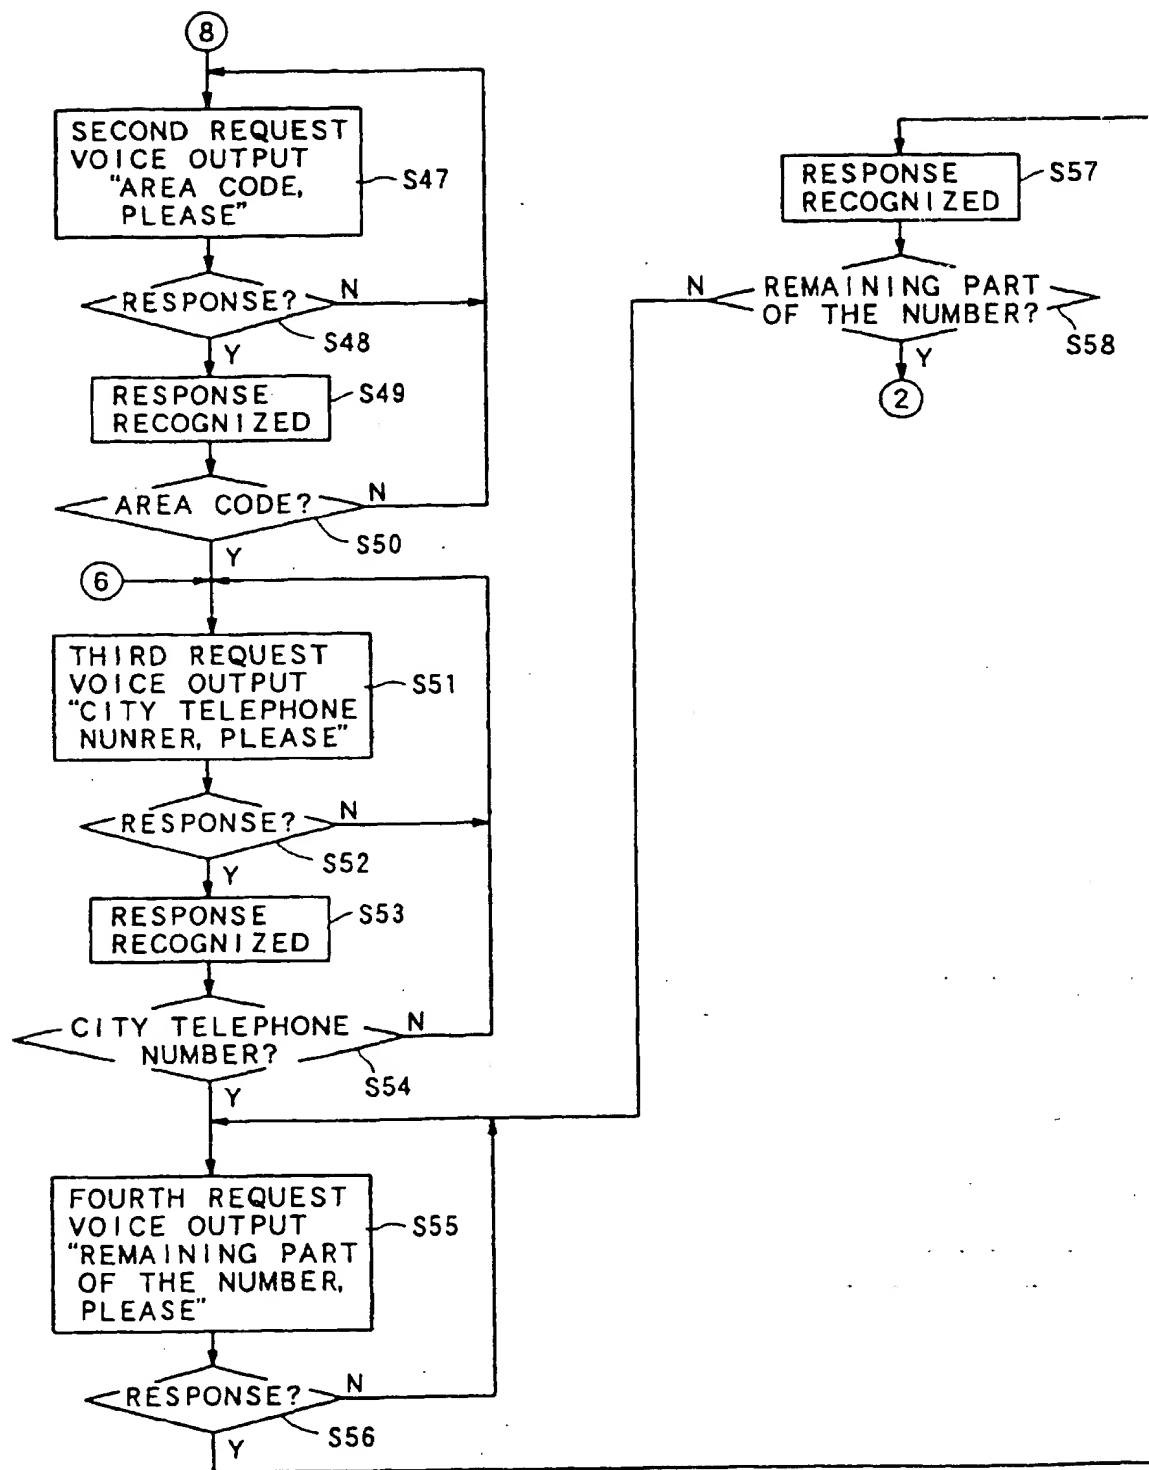 8
SECOND REQUEST
VOICE OUTPUT
"AREA CODE,
PLEASE"
S47
RESPONSE?
N
S48
Y
RESPONSE
RECOGNIZED
S49
AREA CODE?
N
S50
Y
6
THIRD REQUEST
VOICE OUTPUT
"CITY TELEPHONE
NUNRER, PLEASE"
S51
RESPONSE?
N
S52
Y
RESPONSE
RECOGNIZED
S53
CITY TELEPHONE
NUMBER?
N
S54
Y
FOURTH REQUEST
VOICE OUTPUT
"REMAINING PART
OF THE NUMBER,
PLEASE"
S55
RESPONSE?
N
S56
Y
RESPONSE
RECOGNIZED
S57
N
REMAINING PART
OF THE NUMBER?
S58
Y
2